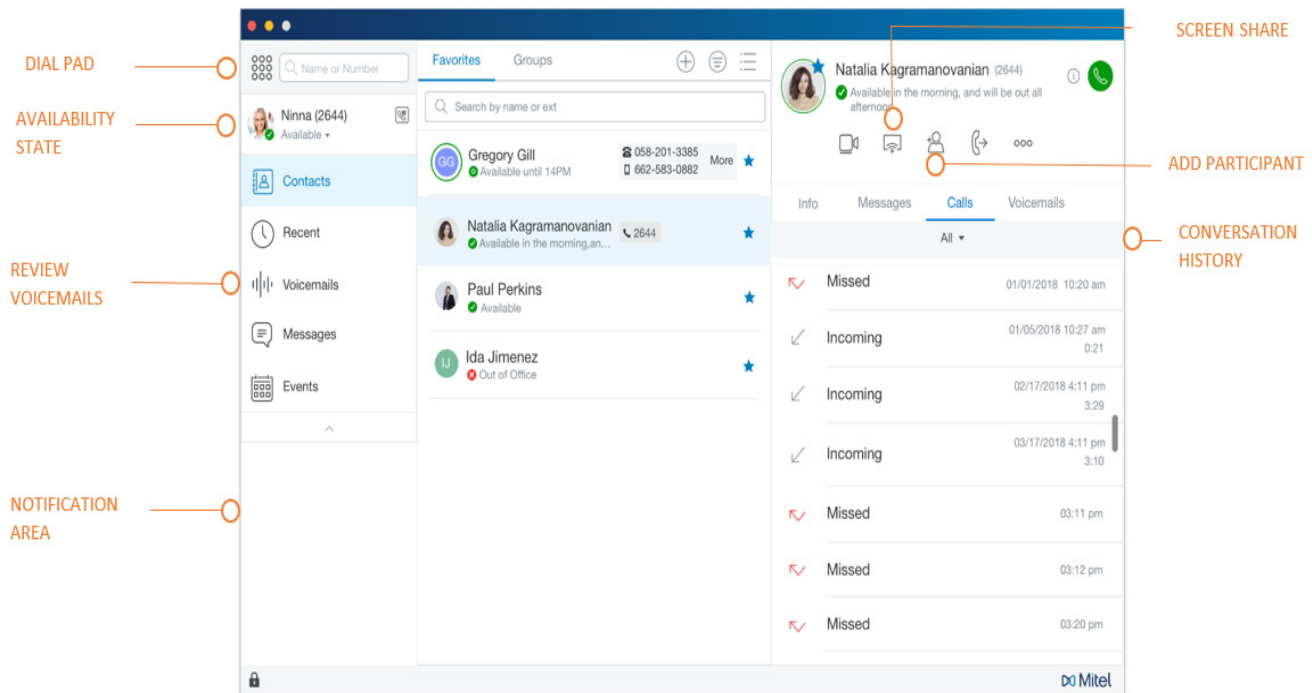 DIAL PAD
AVAILABILITY
STATE
REVIEW
VOICEMAILS
NOTIFICATION
AREA
Name or Number
Ninna (2644)
Available
Contacts
Recent
Voicemails
Messages
Events
Favorites Groups
Search by name or ext
GG Gregory Gill
Available until 14PM
058-201-3385
662-583-0882
More
Natalia Kagramanovanian
Available in the morning,an...
2644
Paul Perkins
Available
IJ Ida Jimenez
Out of Office
Natalia Kagramanovanian (2644)
Available in the morning, and will be out all
afternoon
Info Messages Calls Voicemails
All
Missed 01/01/2018 10:20 am
Incoming 01/05/2018 10:27 am
0:21
Incoming 02/17/2018 4:11 pm
3:29
Incoming 03/17/2018 4:11 pm
3:10
Missed 03:11 pm
Missed 03:12 pm
Missed 03:20 pm
Mitel
SCREEN SHARE
ADD PARTICIPANT
CONVERSATION
HISTORY